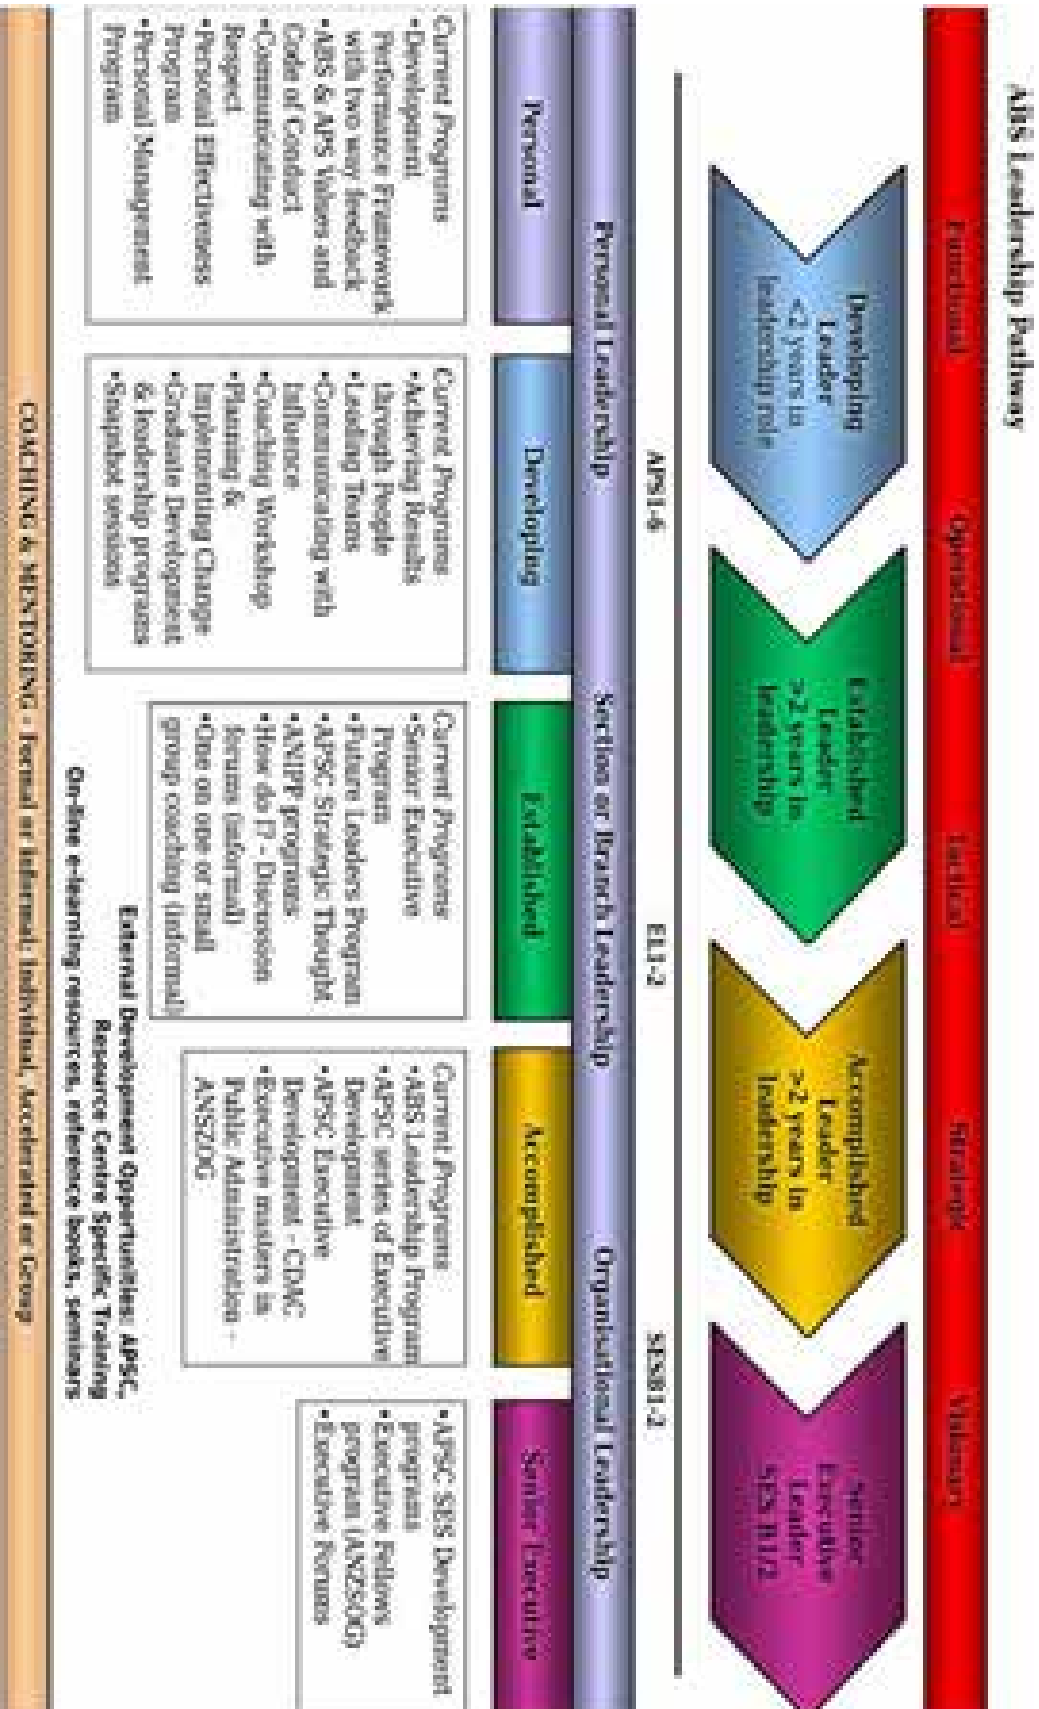 ABS Leadership Pathway
Functional
Operational
Tactical
Strategic
Visionary
Developing
Leader
<2 years in
leadership role
Established
Leader
>2 years in
leadership
Accomplished
Leader
>2 years in
leadership
Senior
Executive
Leader
SES B1/2
APS1-6
EL1-2
SESB1-2
Personal Leadership
Section or Branch Leadership
Organisational Leadership
Personal
Developing
Established
Accomplished
Senior Executive
Current Programs
•Development
Performance Framework
with two way feedback
•ABS & APS Values and
Code of Conduct
•Communicating with
Respect
•Personal Effectiveness
Program
•Personal Management
Program
Current Programs
•Achieving Results
through People
•Leading Teams
•Communicating with
Influence
•Coaching Workshop
•Planning &
Implementing Change
•Graduate Development
& leadership programs
•Snapshot sessions
Current Programs
•Senior Executive
Program
•Future Leaders Program
•APSC Strategic Thought
•ANIPP programs
•How do I? - Discussion
forums (informal)
•One on one or small
group coaching (informal)
Current Programs
•ABS Leadership Program
•APSC series of Executive
Development
•APSC Executive
Development - CDAC
•Executive masters in
Public Administration -
ANSZOG
•APSC SES Development
programs
•Executive Fellows
program (ANZSOG)
•Executive Forums
External Development Opportunities: APSC,
Resource Centre Specific Training
On-line e-learning resources, reference books, seminars
COACHING & MENTORING - Formal or informal: Individual, Accelerated or Group